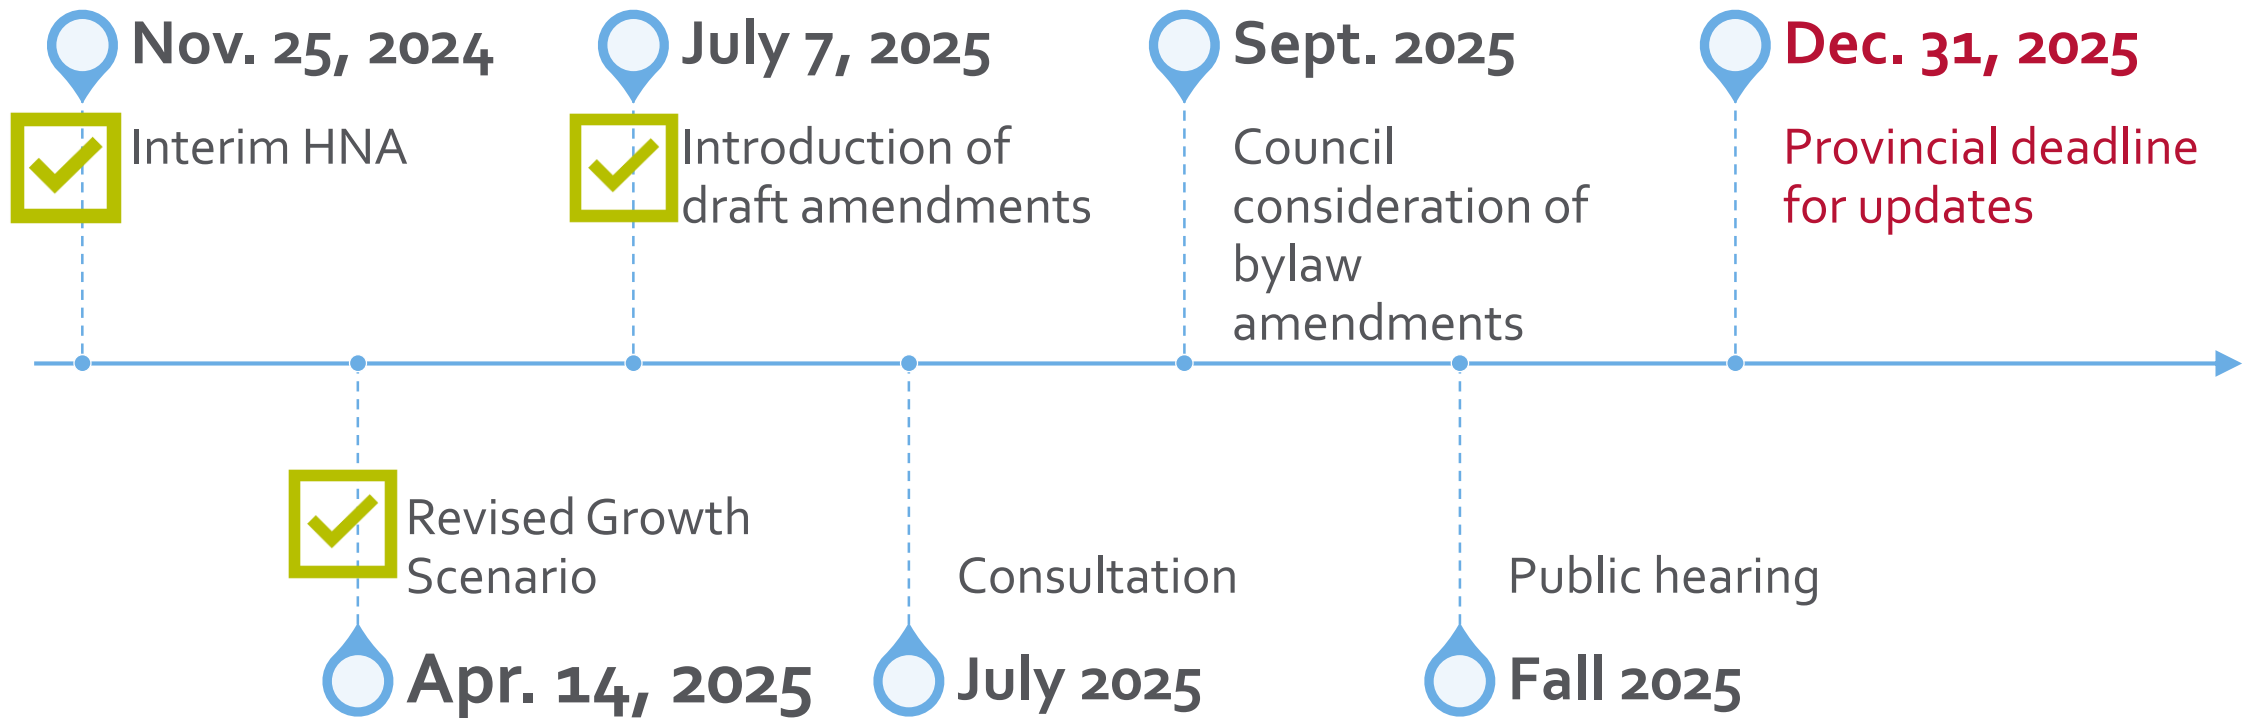 Nov. 25, 2024
Interim HNA
July 7, 2025
Introduction of
draft amendments
Sept. 2025
Council
consideration of
bylaw
amendments
Dec. 31, 2025
Provincial deadline
for updates
Revised Growth
Scenario
Apr. 14, 2025
Consultation
July 2025
Public hearing
Fall 2025